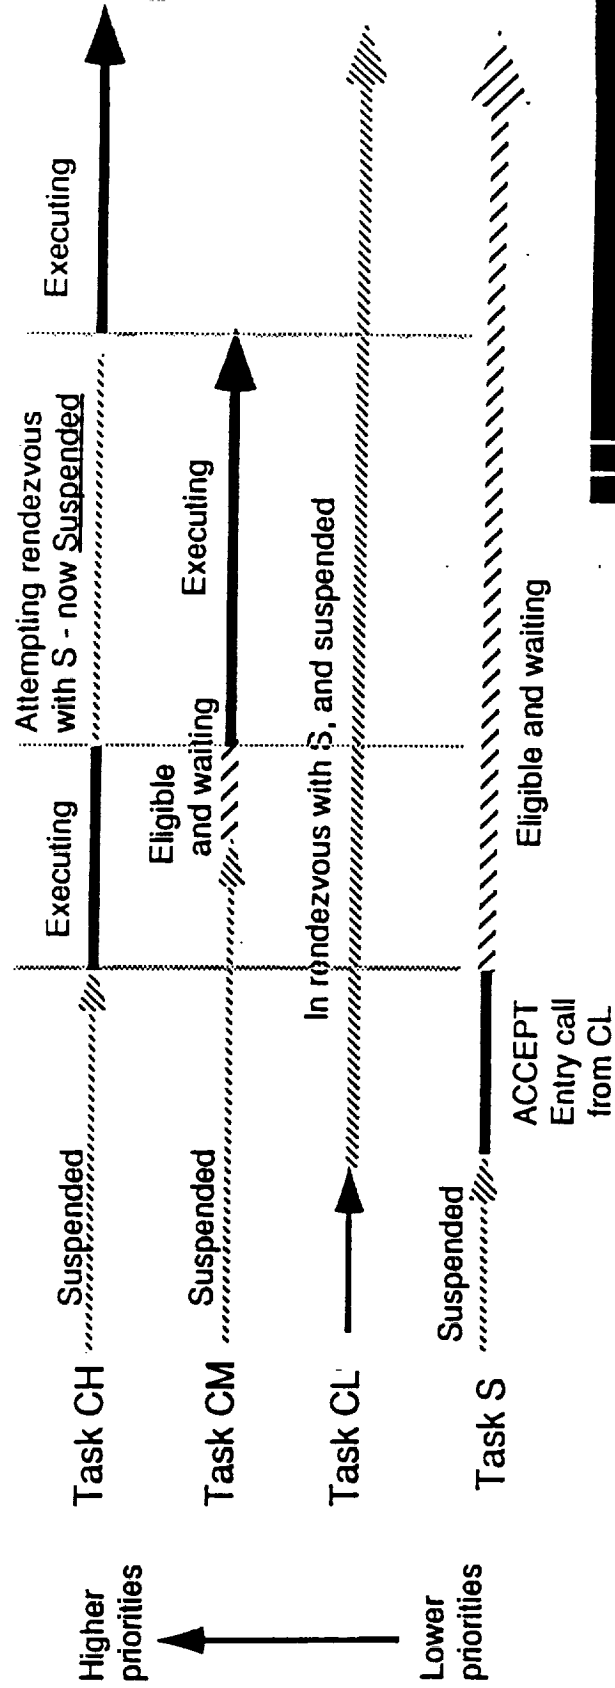 Higher
priorities
Lower
priorities
Task CH
Suspended
Executing
Attempting rendezvous
with S - now Suspended
Executing
Task CM
Suspended
Eligible
and waiting
Executing
Task CL
In rendezvous with S, and suspended
Task S
Suspended
ACCEPT
Entry call
from CL
Eligible and waiting